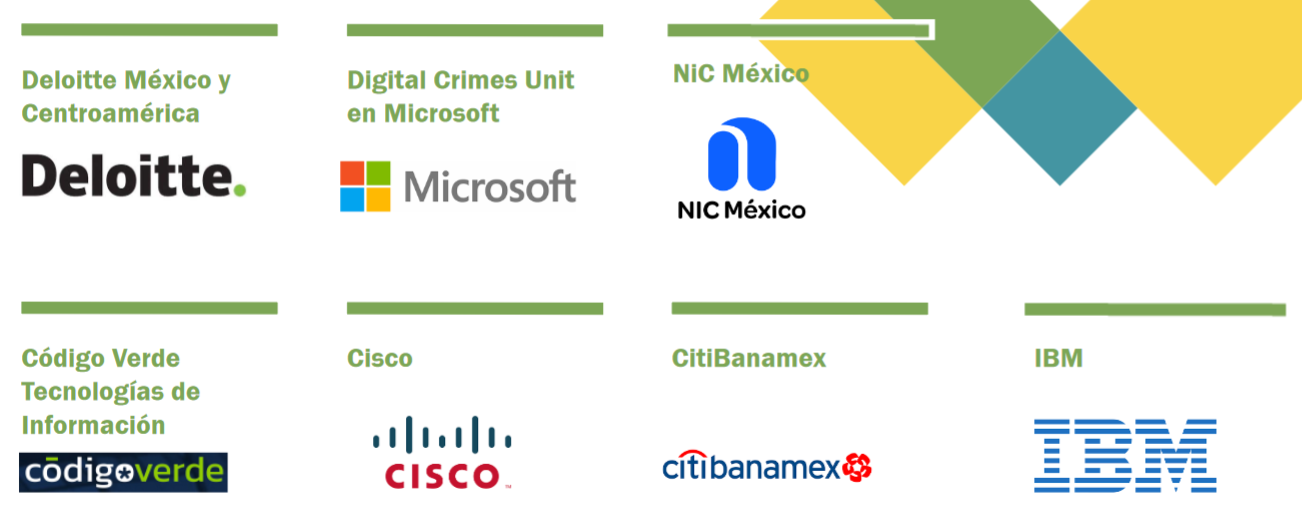 Deloitte México y
Centroamérica
Deloitte.
Digital Crimes Unit
en Microsoft
Microsoft
NiC México
NIC México
Código Verde
Tecnologías de
Información
códigoverde
Cisco
CISCO
CitiBanamex
citibanamex
IBM
IBM